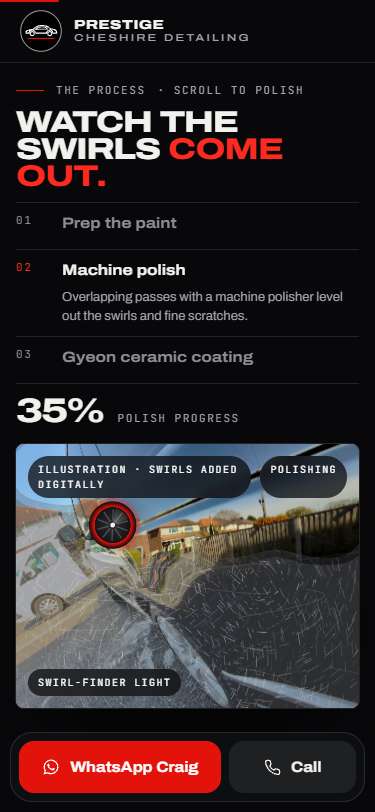 PRESTIGE
CHESHIRE DETAILING
THE PROCESS · SCROLL TO POLISH
WATCH THE
SWIRLS COME
OUT.
01 Prep the paint
02 Machine polish
Overlapping passes with a machine polisher level
out the swirls and fine scratches.
03 Gyeon ceramic coating
35% POLISH PROGRESS
ILLUSTRATION · SWIRLS ADDED
DIGITALLY
POLISHING
SWIRL-FINDER LIGHT
WhatsApp Craig
Call